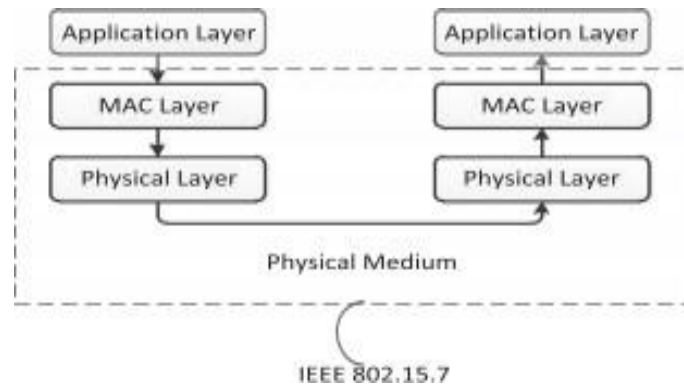 Application Layer
Application Layer
MAC Layer
MAC Layer
Physical Layer
Physical Layer
Physical Medium
IEEE 802.15.7